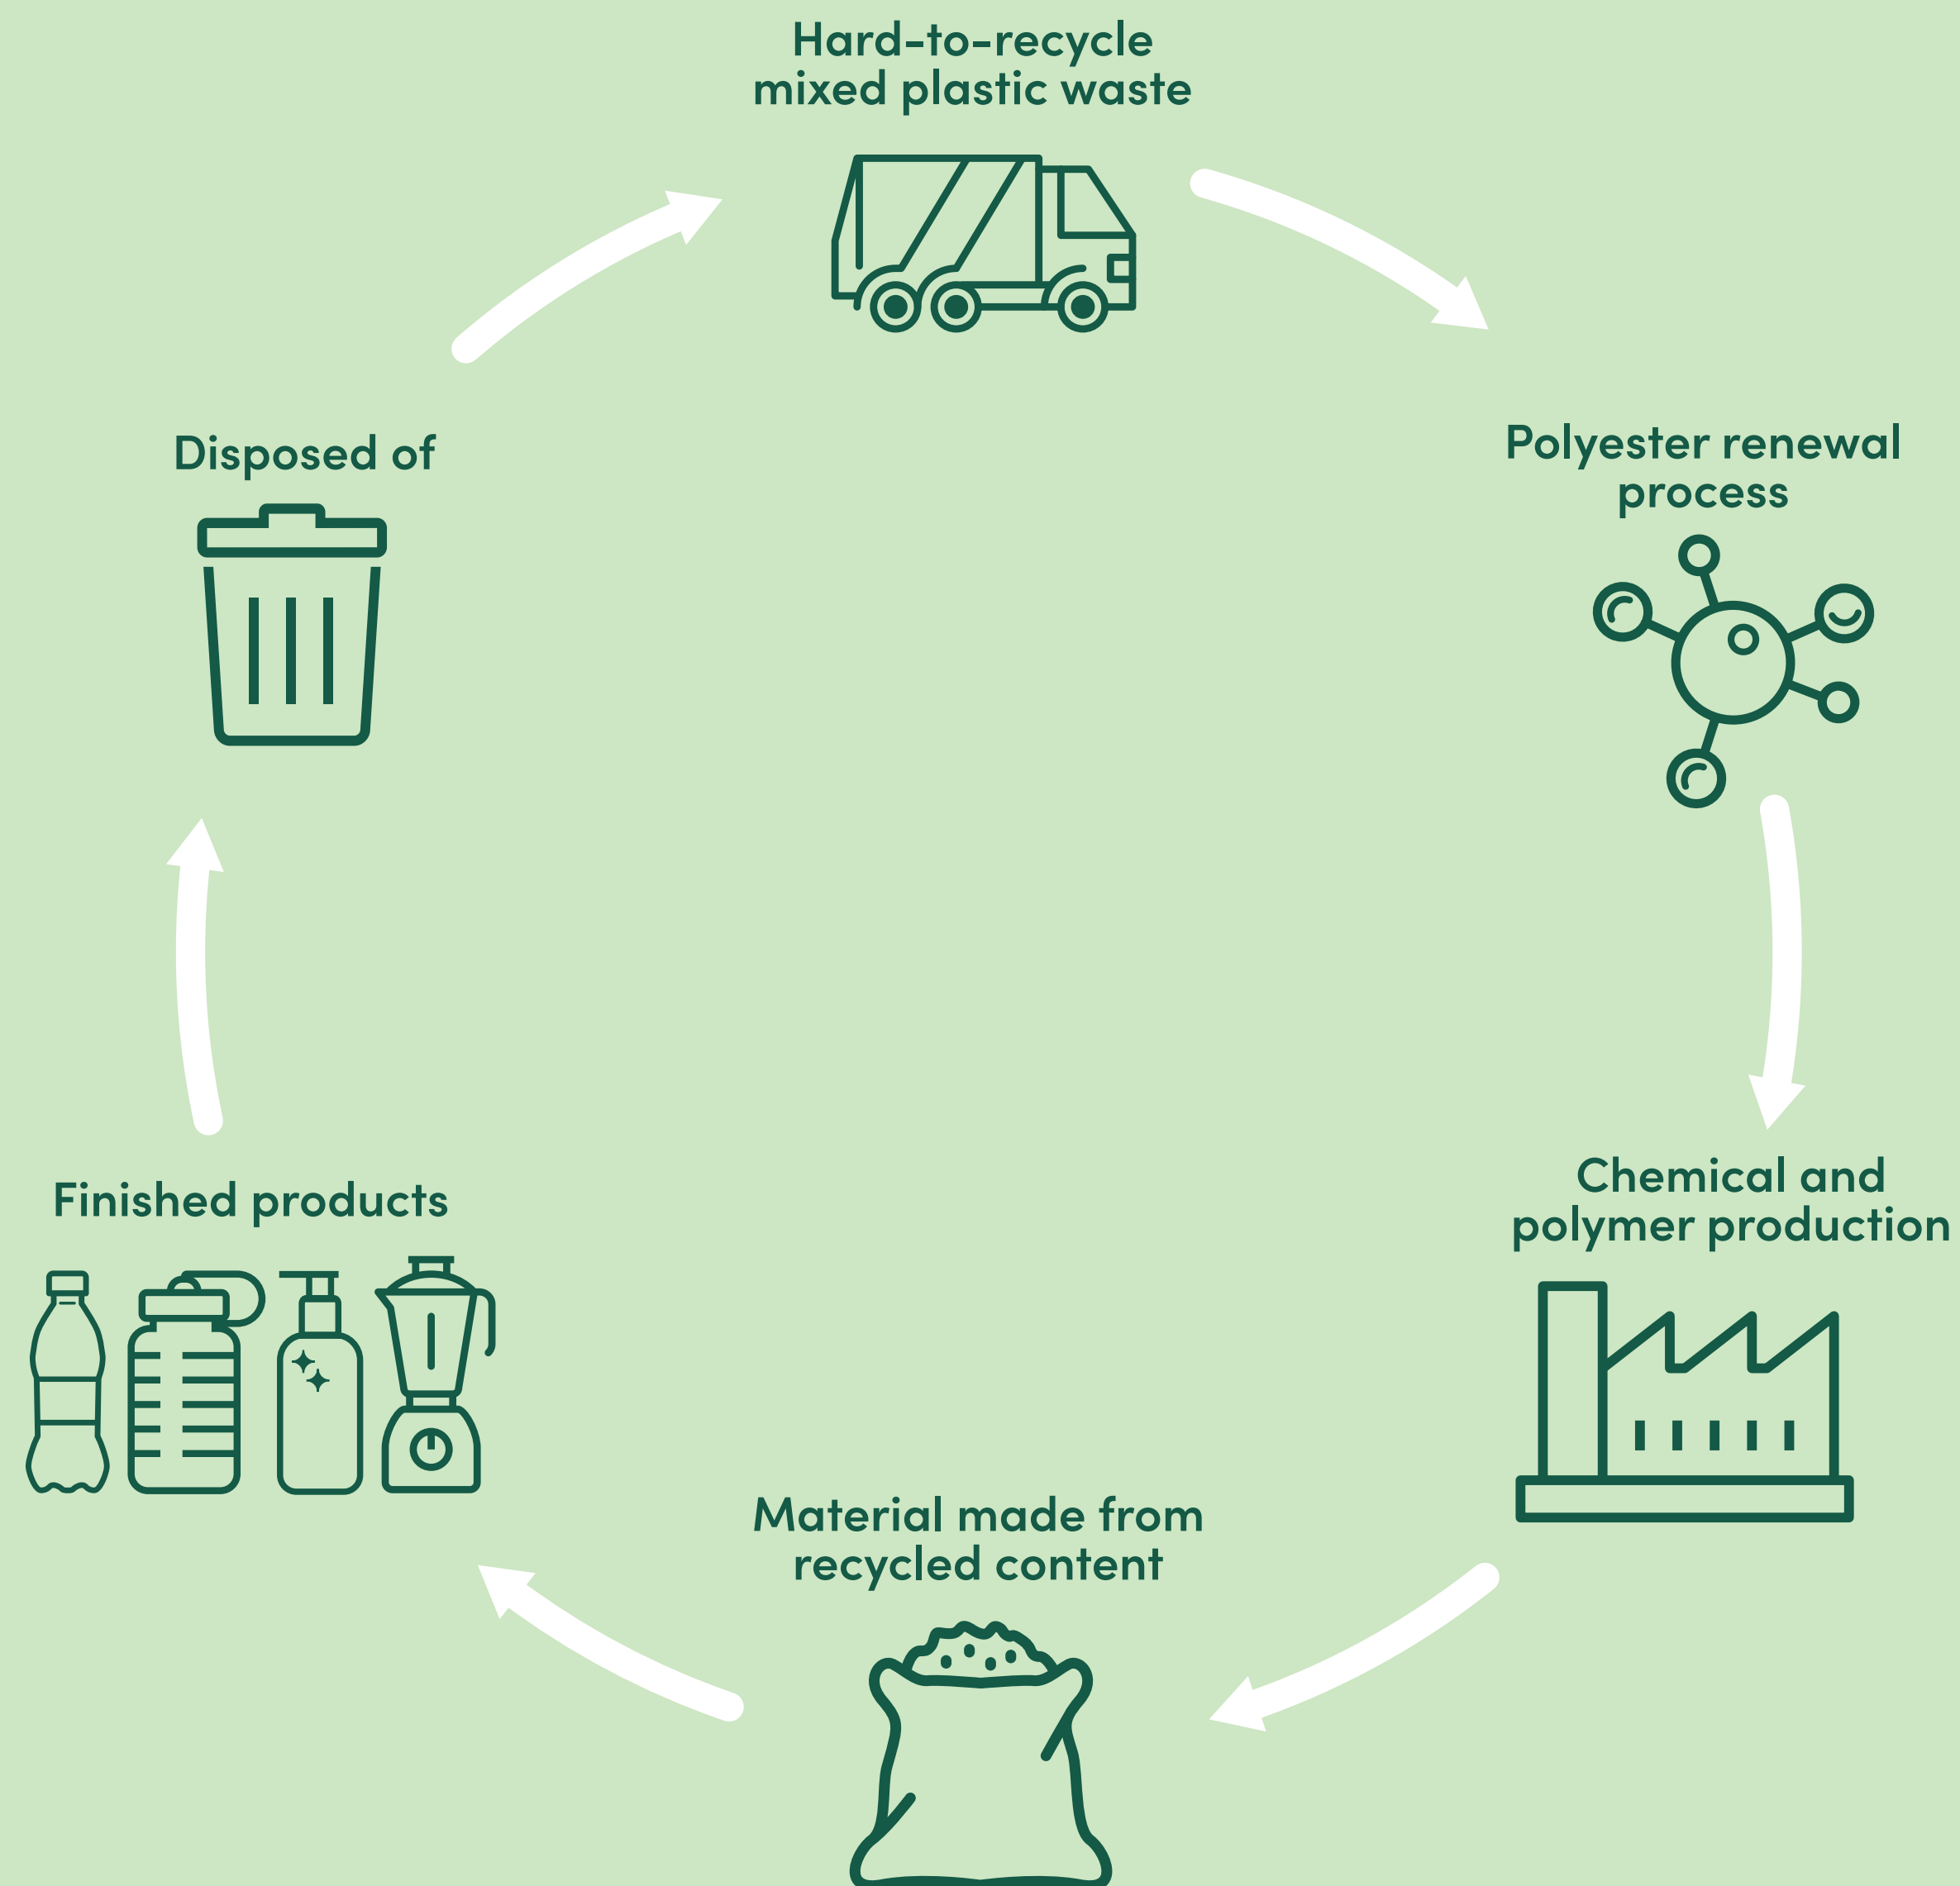 Hard-to-recycle
mixed plastic waste
Disposed of
Polyester renewal
process
Finished products
Chemical and
polymer production
Material made from
recycled content